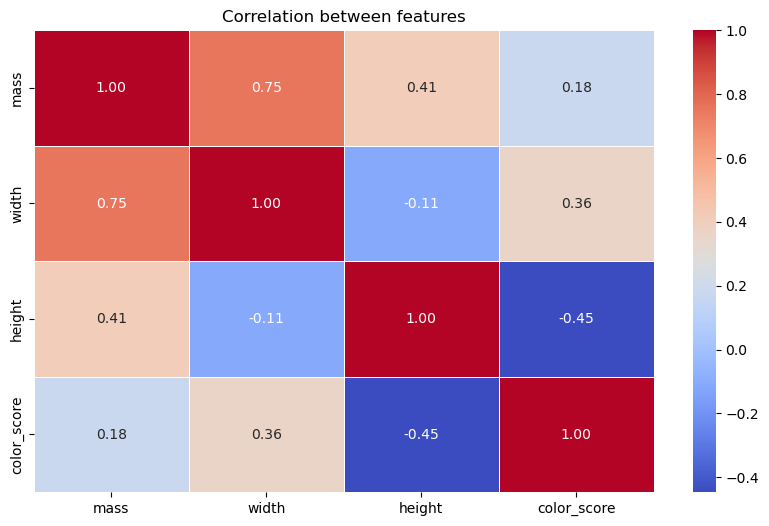 Correlation between features
mass
1.00
0.75
0.41
0.18
width
0.75
1.00
-0.11
0.36
height
0.41
-0.11
1.00
-0.45
color_score
0.18
0.36
-0.45
1.00
mass
width
height
color_score
1.0
0.8
0.6
0.4
0.2
0.0
−0.2
−0.4